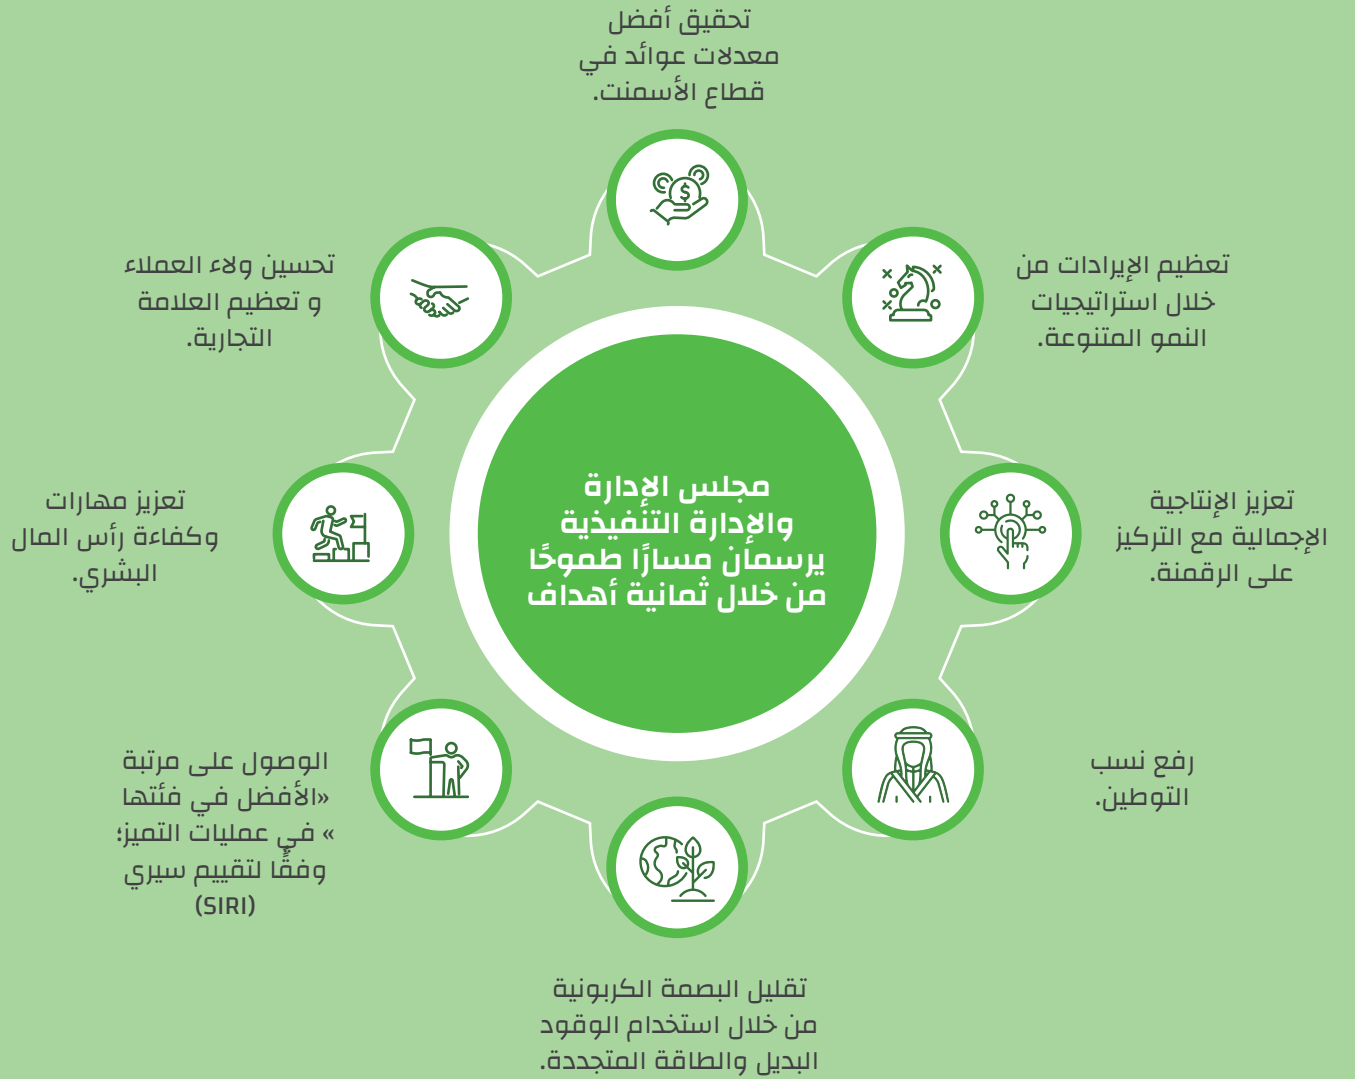 تحقيق أفضل
معدلات عوائد في
قطاع الأسمنت.
تعظيم الإيرادات من
خلال استراتيجيات
النمو المتنوعة.
تعزيز الإنتاجية
الإجمالية مع التركيز
على الرقمنة.
رفع نسب
التوطين.
تقليل البصمة الكربونية
من خلال استخدام الوقود
البديل والطاقة المتجددة.
الوصول على مرتبة
«الأفضل في فئتها
» في عمليات التميز؛
وفقًا لتقييم سيري
(SIRI)
تعزيز مهارات
وكفاءة رأس المال
البشري.
تحسين ولاء العملاء
و تعظيم العلامة
التجارية.
مجلس الإدارة
والإدارة التنفيذية
يرسمان مسارًا طموحًا
من خلال ثمانية أهداف